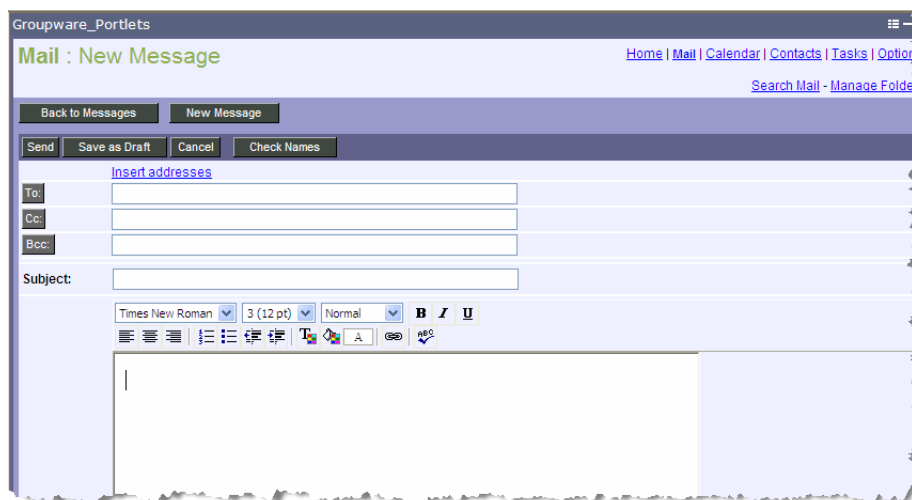 Groupware_Portlets
Mail : New Message
Home | Mail | Calendar | Contacts | Tasks | Option
Search Mail - Manage Folde
Back to Messages New Message
Send Save as Draft Cancel Check Names
Insert addresses
To:
Cc:
Bcc:
Subject:
Times New Roman 3 (12 pt) Normal B I U
T A ABC